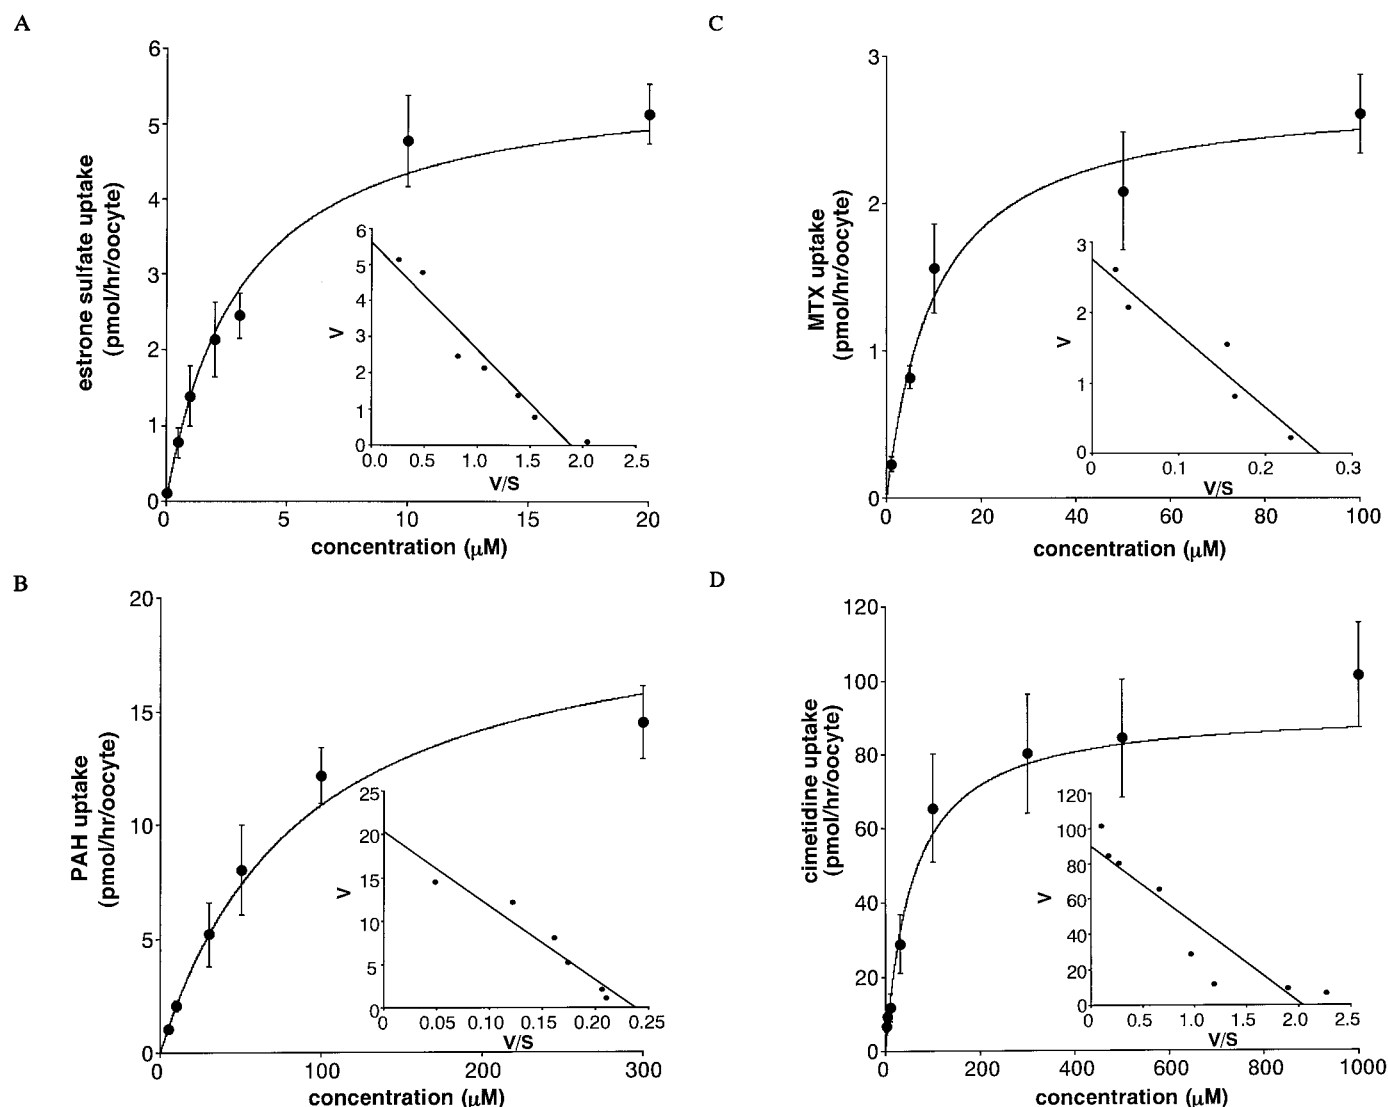 A
6
5
4
3
2
1
0
estrone sulfate uptake
(pmol/hr/oocyte)
0 5 10 15 20
concentration (μM)
6
5
4
3
2
1
0
V
0.0 0.5 1.0 1.5 2.0 2.5
V/S
C
3
2
1
0
MTX uptake
(pmol/hr/oocyte)
0 20 40 60 80 100
concentration (μM)
3
2
1
0
V
0 0.1 0.2 0.3
V/S
B
20
15
10
5
0
PAH uptake
(pmol/hr/oocyte)
0 100 200 300
concentration (μM)
25
20
15
10
5
0
V
0 0.05 0.10 0.15 0.20 0.25
V/S
D
120
100
80
60
40
20
0
cimetidine uptake
(pmol/hr/oocyte)
0 200 400 600 800 1000
concentration (μM)
120
100
80
60
40
20
0
V
0 0.5 1.0 1.5 2.0 2.5
V/S